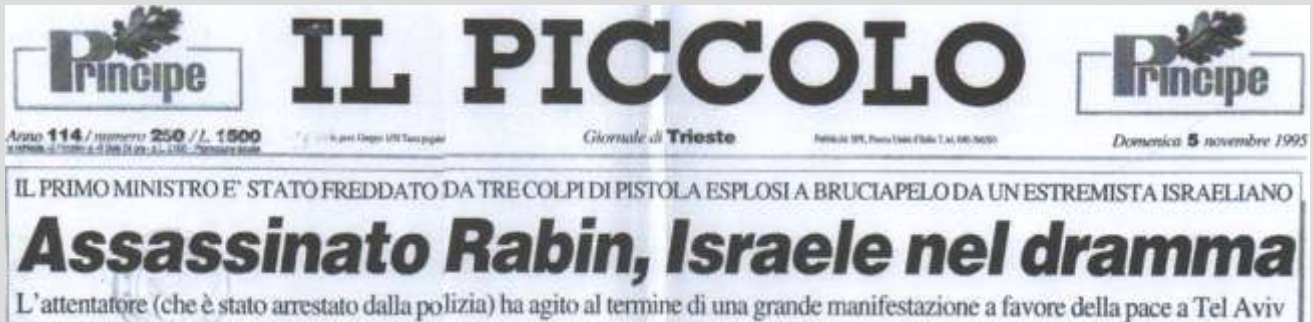 Principe
IL PICCOLO
Principe
Anno 114 / numero 250 / L. 1500
Giornale di Trieste
Domenica 5 novembre 1995
IL PRIMO MINISTRO E' STATO FREDDATO DA TRE COLPI DI PISTOLA ESPLOSI A BRUCIAPELO DA UN ESTREMISTA ISRAELIANO
Assassinato Rabin, Israele nel dramma
L'attentatore (che è stato arrestato dalla polizia) ha agito al termine di una grande manifestazione a favore della pace a Tel Aviv